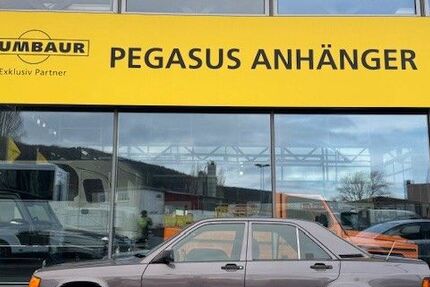 UMBAUR
Exklusiv Partner
PEGASUS ANHÄNGER